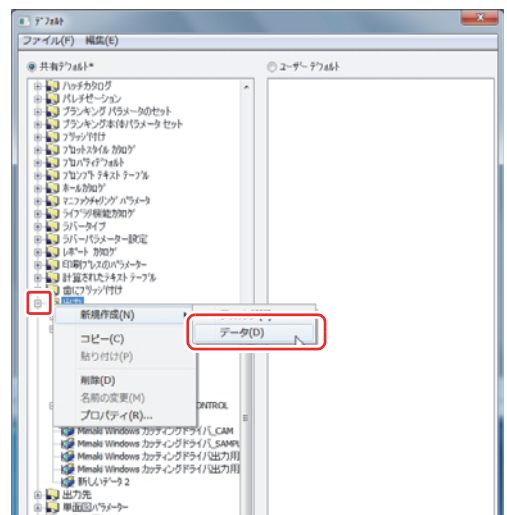 デフォルト
ファイル(F) 編集(E)
共有デフォルト*
ユーザー デフォルト
ハッチカタログ
パレチゼーション
ブランキング パラメータのセット
ブランキング本体パラメータ セット
ブリッジ付け
プロットスタイル カタログ
プロパティデフォルト
プロンプト テキスト テーブル
ホールカタログ
マニファクチャリング パラメータ
ライブラリ機能カタログ
ラバータイプ
ラバーパラメーター設定
レポート カタログ
印刷プレスのパラメーター
計算されたテキスト テーブル
歯にブリッジ付け
出力
新規作成(N)
データ(D)
コピー(C)
貼り付け(P)
削除(D)
名前の変更(M)
プロパティ(R)...
ONTROL
Mimaki Windows カッティングドライバ_CAM
Mimaki Windows カッティングドライバ_SAMPL
Mimaki Windows カッティングドライバ出力用
Mimaki Windows カッティングドライバ出力用
新しいデータ 2
出力先
単面図パラメーター